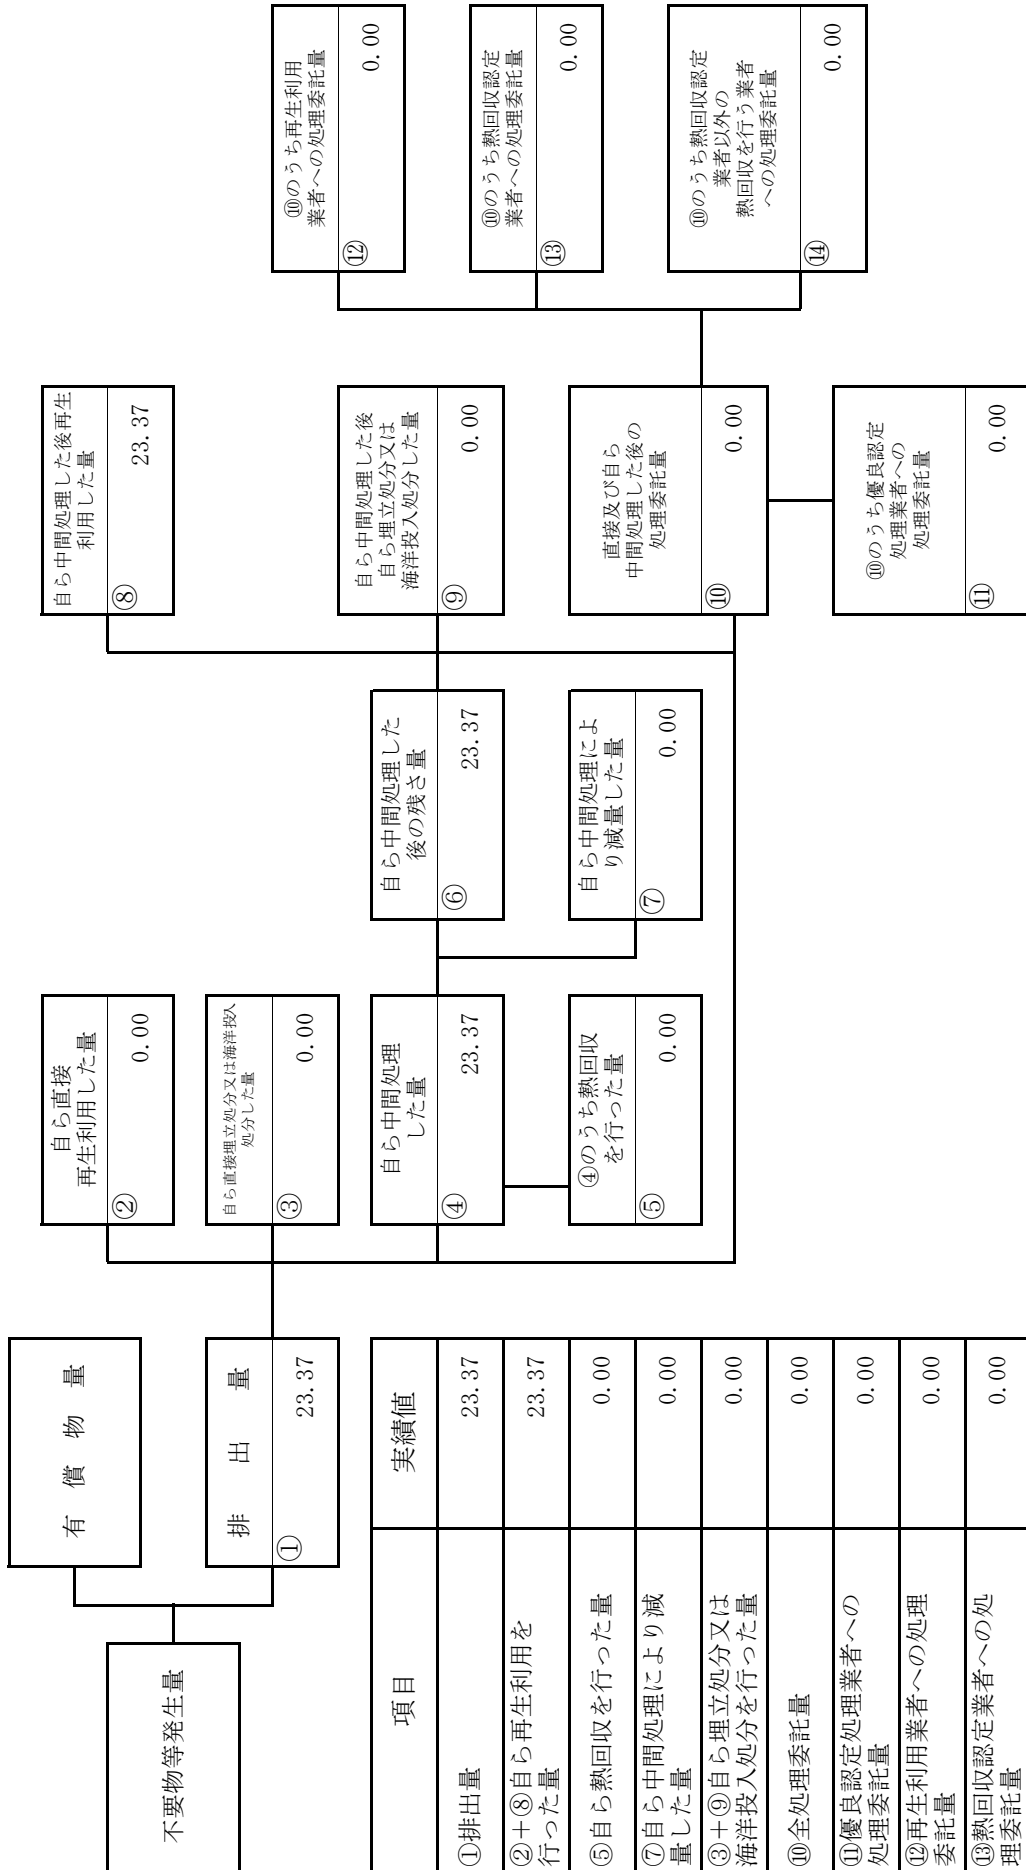 不要物等発生量
有償物量
排出量
①
23.37
自ら直接
再生利用した量
②
0.00
自ら直接埋立処分又は海洋投入
処分した量
③
0.00
自ら中間処理
した量
④
23.37
④のうち熱回収
を行った量
⑤
0.00
自ら中間処理した
後の残さ量
⑥
23.37
自ら中間処理によ
り減量した量
⑦
0.00
自ら中間処理した後再生
利用した量
⑧
23.37
自ら中間処理した後
自ら埋立処分又は
海洋投入処分した量
⑨
0.00
直接及び自ら
中間処理した後の
処理委託量
⑩
0.00
⑩のうち優良認定
処理業者への
処理委託量
⑪
0.00
⑩のうち再生利用
業者への処理委託量
⑫
0.00
⑩のうち熱回収認定
業者への処理委託量
⑬
0.00
⑩のうち熱回収認定
業者以外の
熱回収を行う業者
への処理委託量
⑭
0.00
項目
実績値
①排出量
23.37
②+⑧自ら再生利用を
行った量
23.37
⑤自ら熱回収を行った量
0.00
⑦自ら中間処理により減
量した量
0.00
③+⑨自ら埋立処分又は
海洋投入処分を行った量
0.00
⑩全処理委託量
0.00
⑪優良認定処理業者への
処理委託量
0.00
⑫再生利用業者への処理
委託量
0.00
⑬熱回収認定業者への処
理委託量
0.00